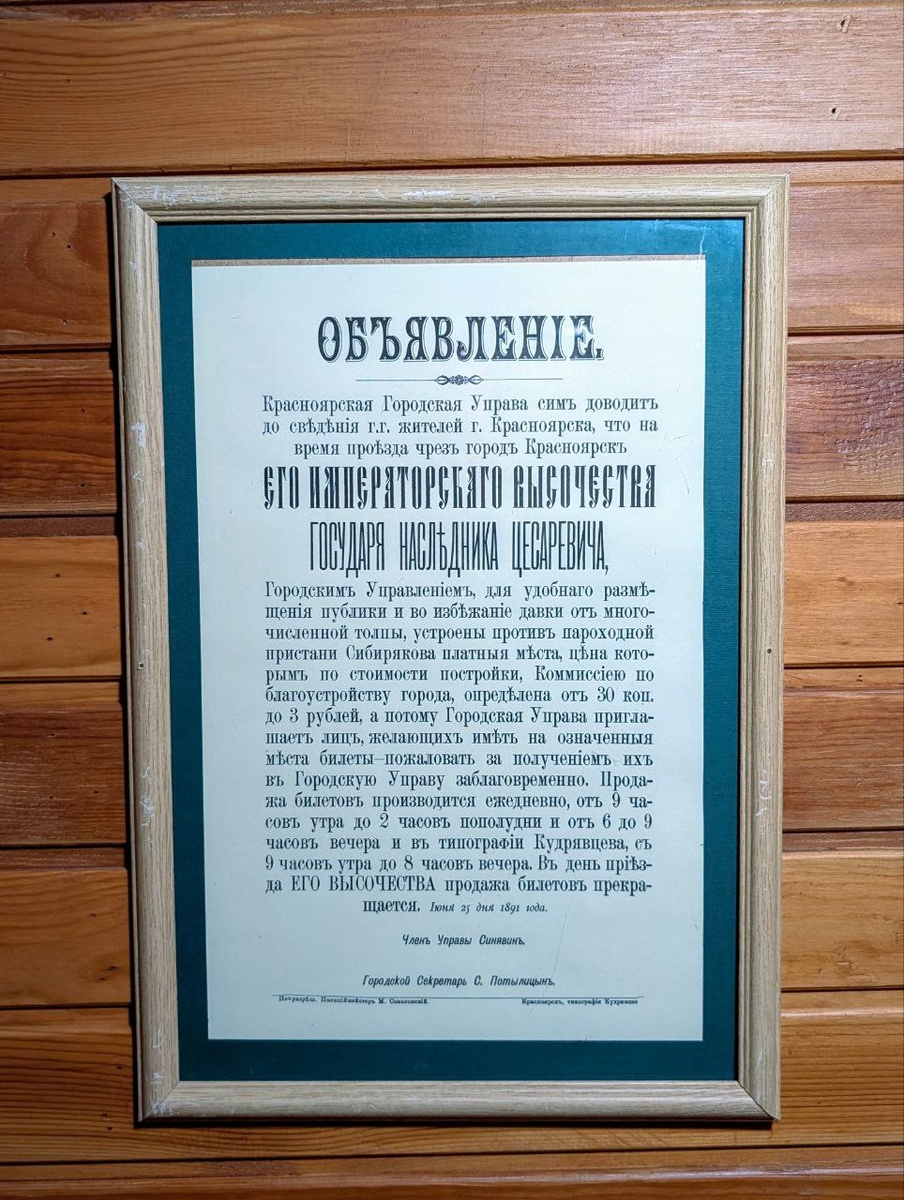 ОБЪЯВЛЕНІЕ.
Красноярская Городская Управа симъ доводитъ
до свѣдѣнія г.г. жителей г. Красноярска, что на
время проѣзда чрезъ городъ Красноярскъ
ЕГО ИМПЕРАТОРСКАГО ВЫСОЧЕСТВА
ГОСУДАРЯ НАСЛѢДНИКА ЦЕСАРЕВИЧА,
Городскимъ Управленіемъ, для удобнаго размѣ-
щенія публики и во избѣжаніе давки отъ много-
численной толпы, устроены противъ пароходной
пристани Сибирякова платныя мѣста, цѣна кото-
рымъ по стоимости постройки, Коммиссіею по
благоустройству города, опредѣлена отъ 30 коп.
до 3 рублей, а потому Городская Управа пригла-
шаетъ лицъ, желающихъ имѣть на означенныя
мѣста билеты—пожаловать за полученіемъ ихъ
въ Городскую Управу заблаговременно. Прода-
жа билетовъ производится ежедневно, отъ 9 ча-
совъ утра до 2 часовъ пополудни и отъ 6 до 9
часовъ вечера и въ типографіи Кудрявцева, съ
9 часовъ утра до 8 часовъ вечера. Въ день пріѣз-
да ЕГО ВЫСОЧЕСТВА продажа билетовъ прекра-
щается. Іюня 25 дня 1891 года.
Членъ Управы Синявинъ.
Городской Секретарь С. Потылицынъ.
Печ. разрѣш. Полиціймейстеръ М. Соколовскій. Красноярскъ, типографія Кудрявцева